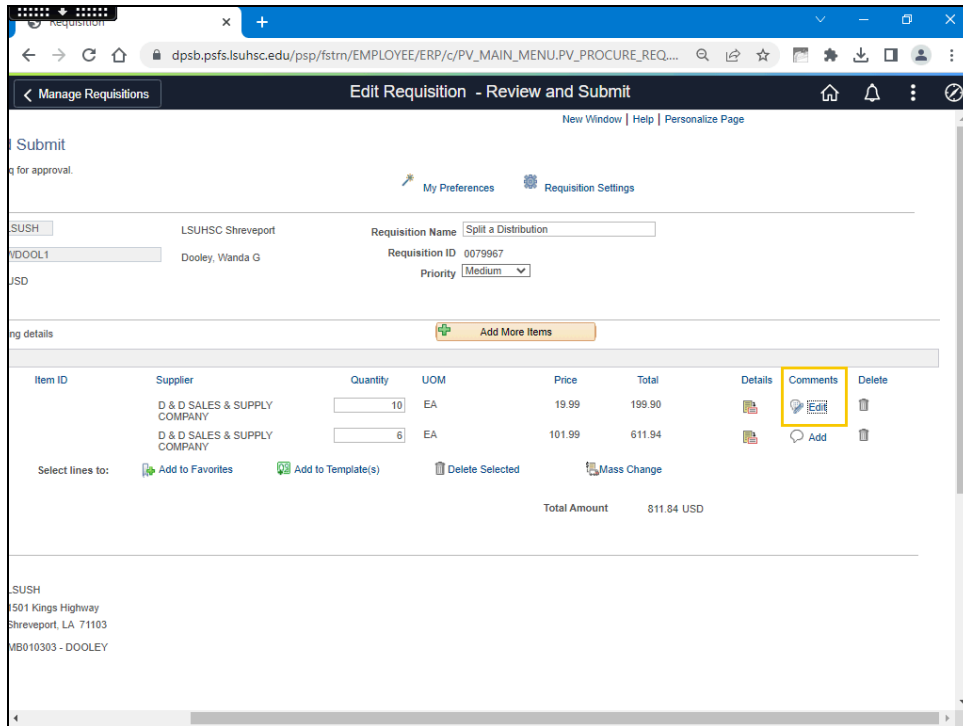 Requisition
dpsb.psfs.lsuhsc.edu/psp/fstrn/EMPLOYEE/ERP/c/PV_MAIN_MENU.PV_PROCURE_REQ....
Manage Requisitions
Edit Requisition - Review and Submit
New Window | Help | Personalize Page
Submit
q for approval.
My Preferences
Requisition Settings
LSUSH
LSUHSC Shreveport
Requisition Name Split a Distribution
WDOOL1
Dooley, Wanda G
Requisition ID 0079967
USD
Priority Medium
ng details
Add More Items
Item ID Supplier Quantity UOM Price Total Details Comments Delete
D & D SALES & SUPPLY COMPANY 10 EA 19.99 199.90 Edit
D & D SALES & SUPPLY COMPANY 6 EA 101.99 611.94 Add
Select lines to: Add to Favorites Add to Template(s) Delete Selected Mass Change
Total Amount 811.84 USD
LSUSH
1501 Kings Highway
Shreveport, LA 71103
MB010303 - DOOLEY